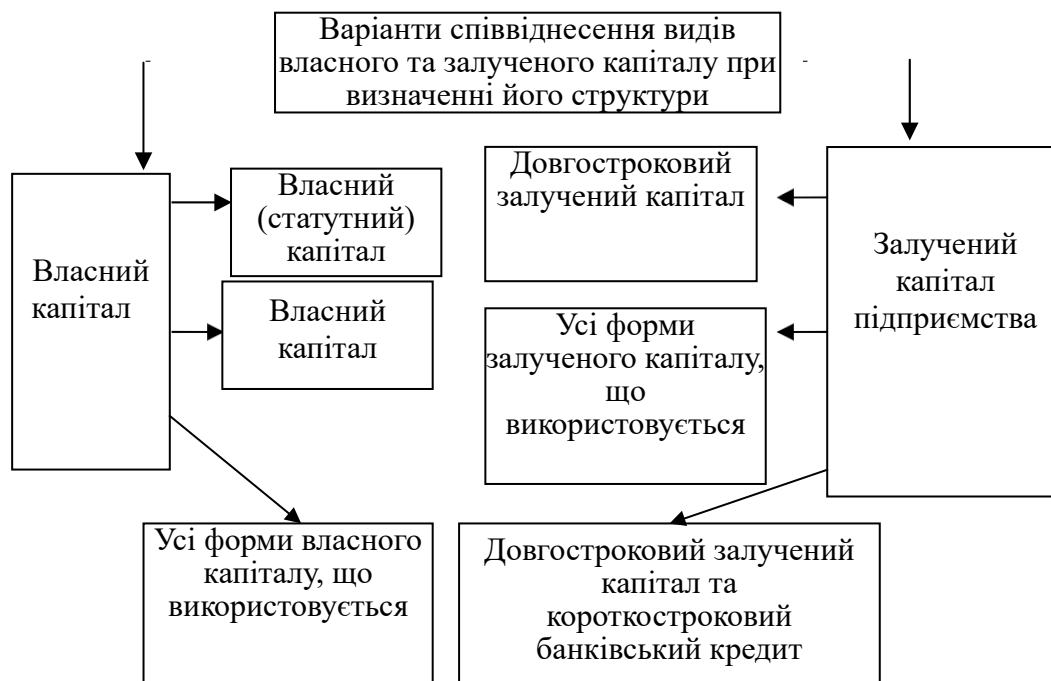 Варіанти співвіднесення видів
власного та залученого капіталу при
визначенні його структури
Власний
капітал
Власний
(статутний)
капітал
Власний
капітал
Усі форми власного
капіталу, що
використовується
Довгостроковий
залучений капітал
Усі форми
залученого капіталу,
що
використовується
Довгостроковий залучений
капітал та
короткостроковий
банківський кредит
Залучений
капітал
підприємства